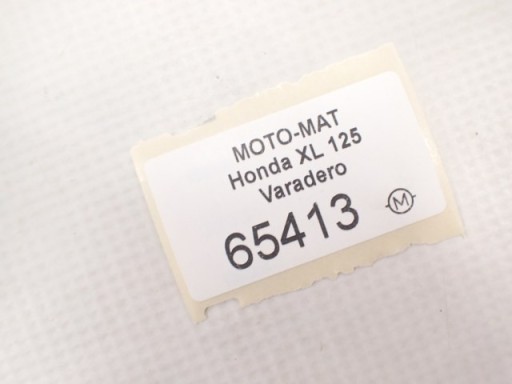 MOTO-MAT
Honda XL 125
Varadero
65413
M